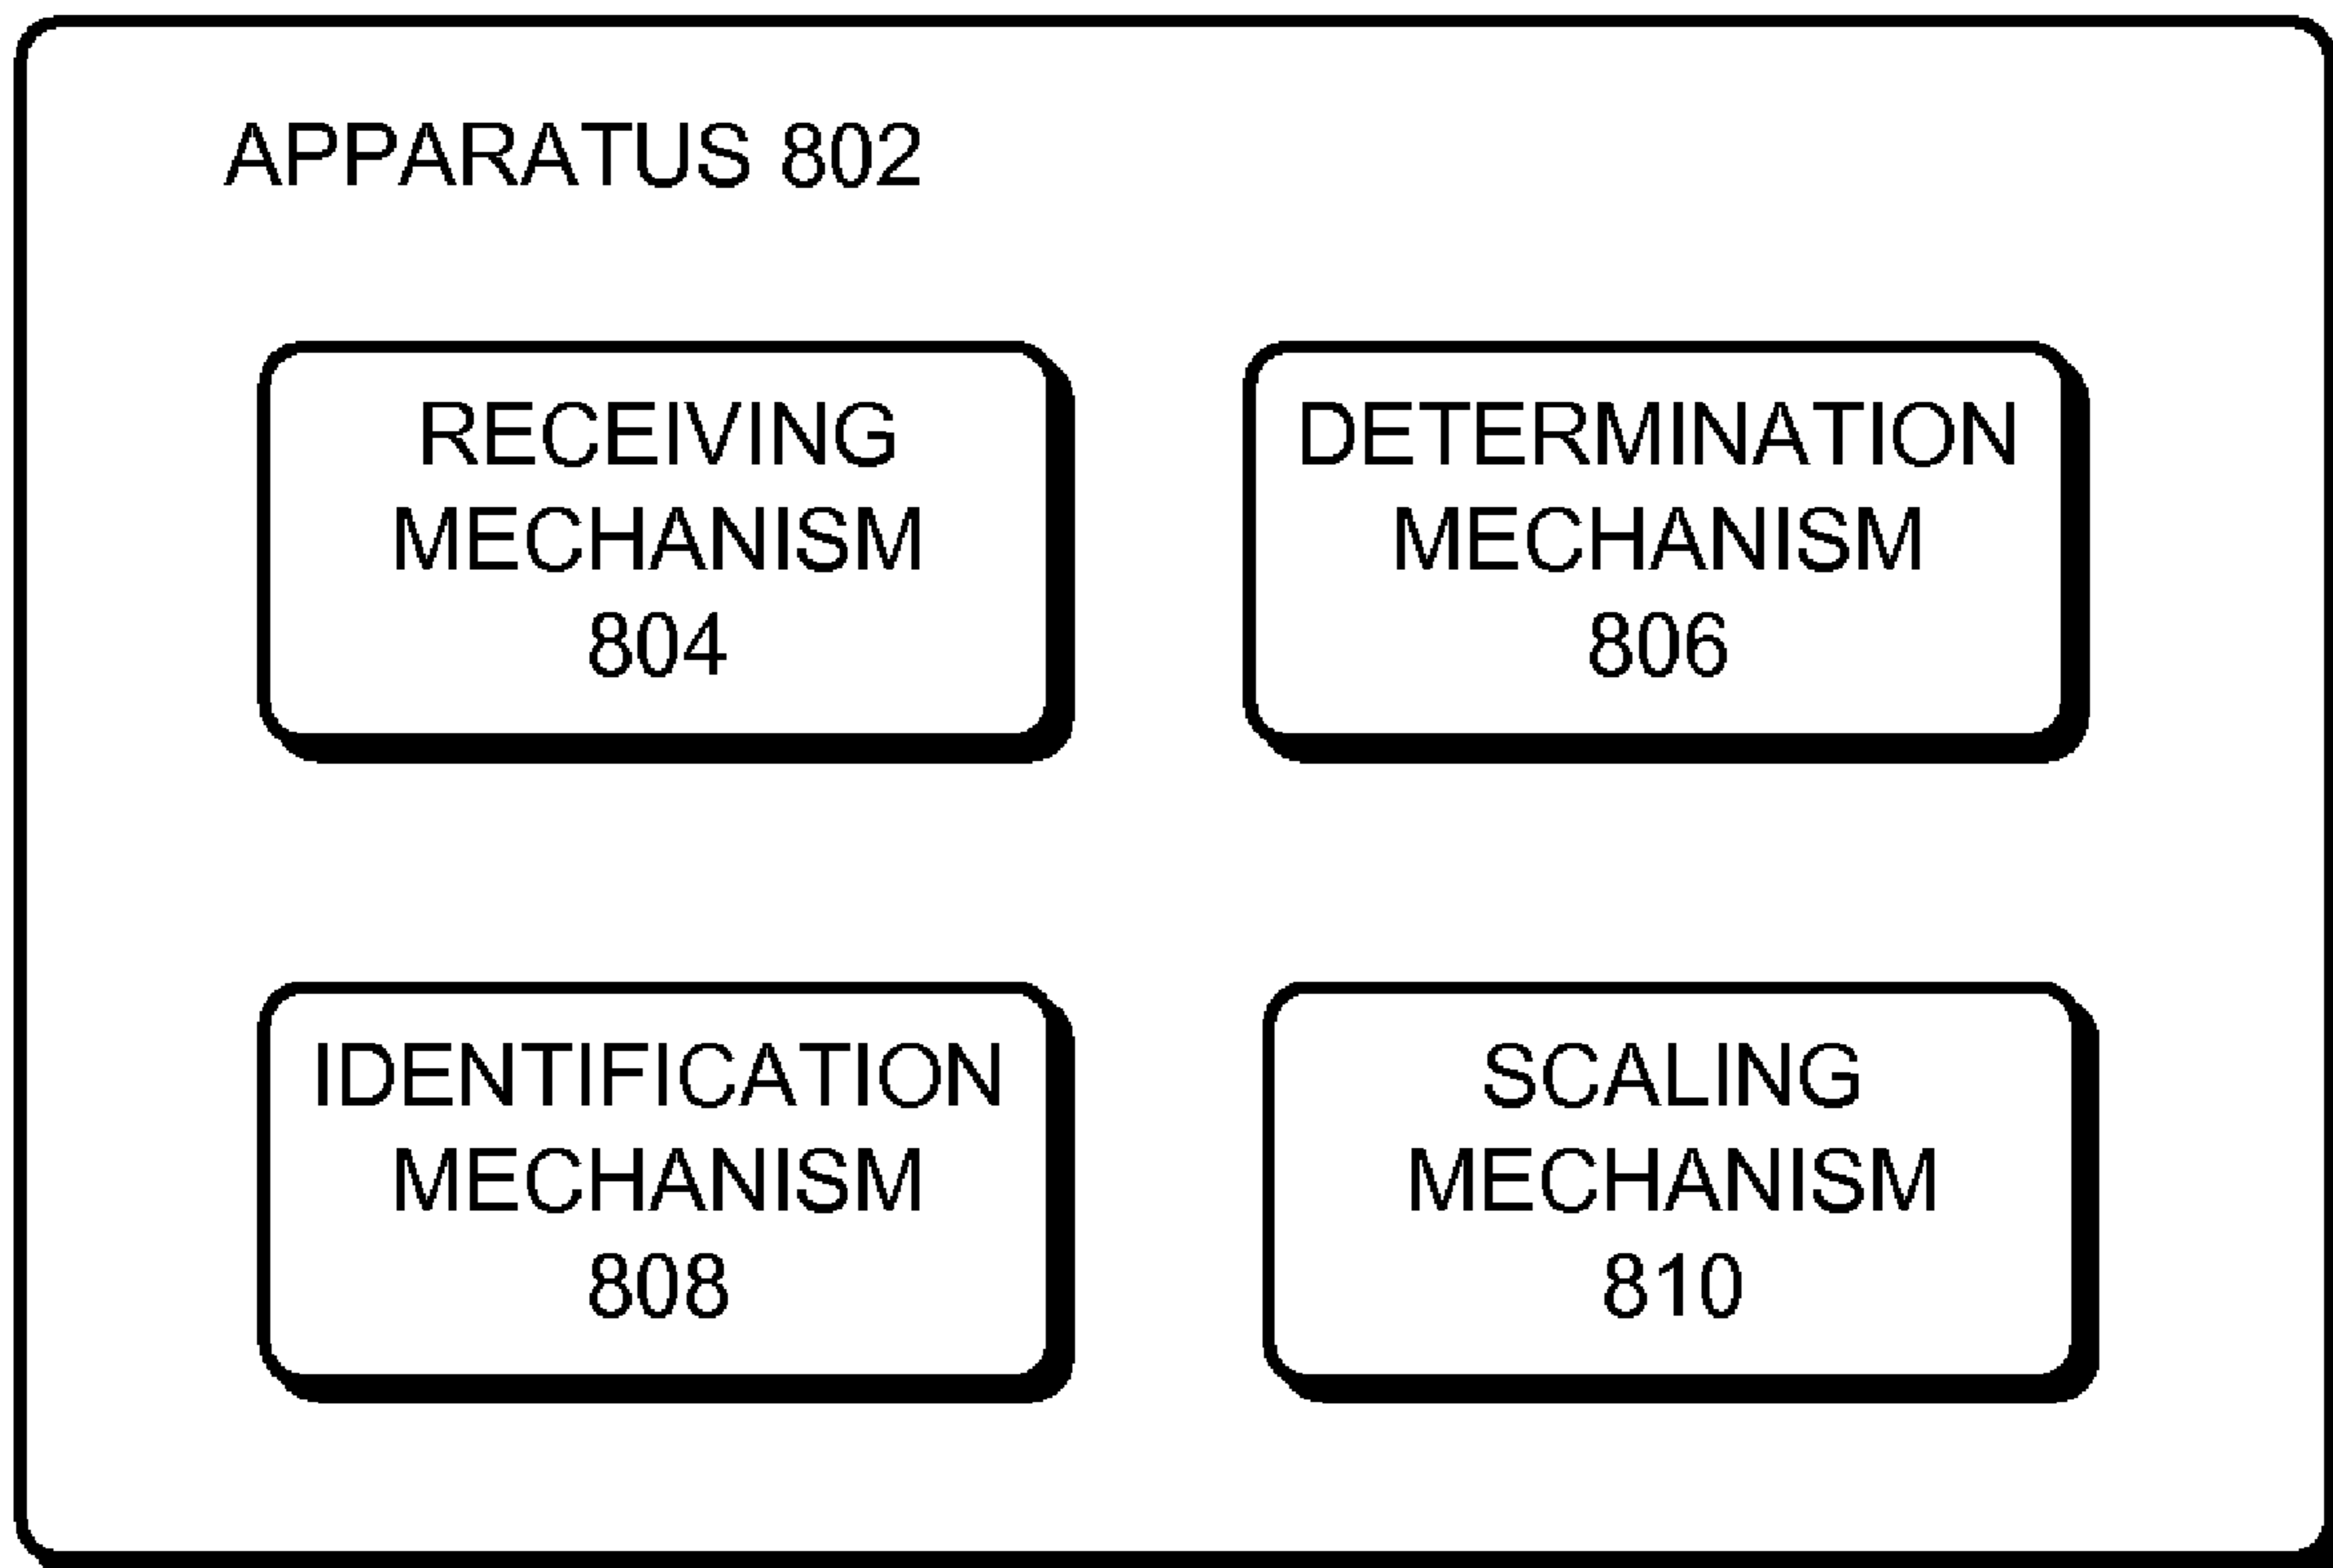 APPARATUS 802
RECEIVING
MECHANISM
804
DETERMINATION
MECHANISM
806
IDENTIFICATION
MECHANISM
808
SCALING
MECHANISM
810